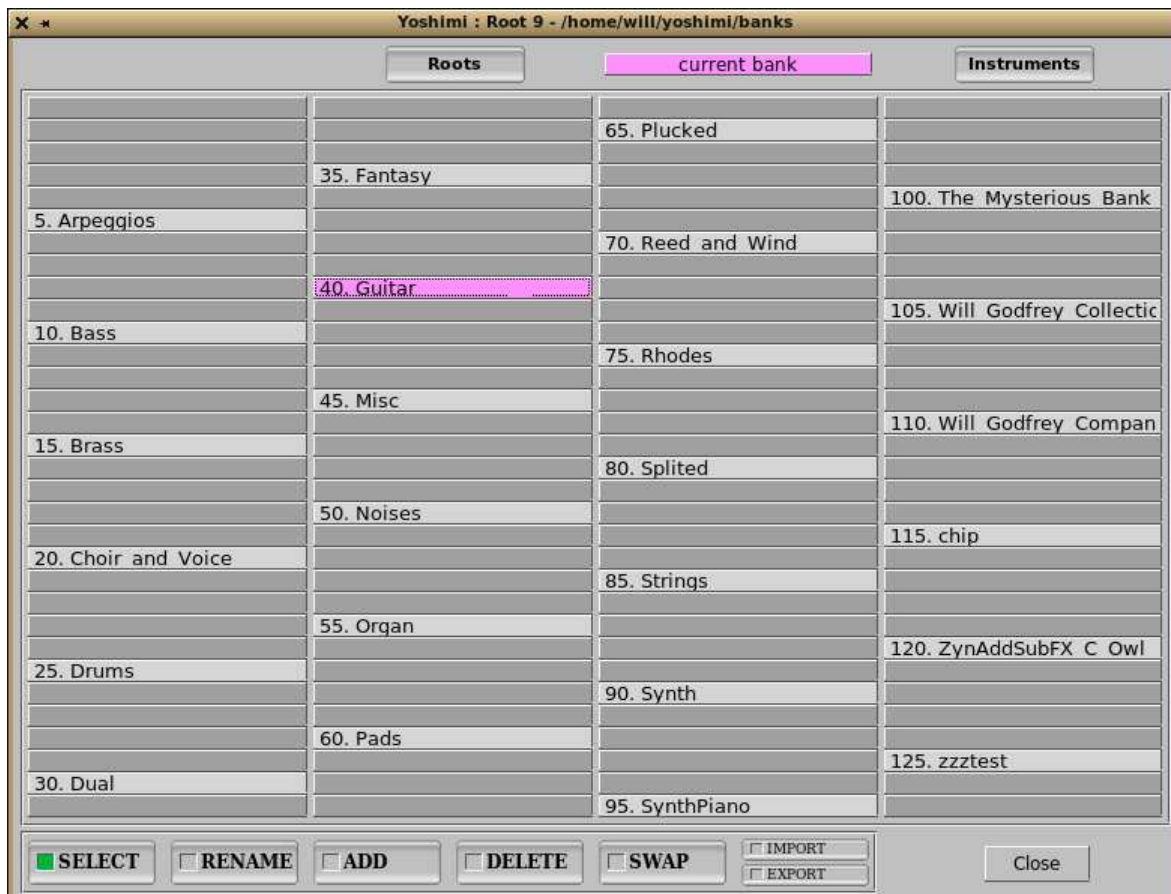 Yoshimi : Root 9 - /home/will/yoshimi/banks
Roots
current bank
Instruments
5. Arpeggios
10. Bass
15. Brass
20. Choir and Voice
25. Drums
30. Dual
35. Fantasy
40. Guitar
45. Misc
50. Noises
55. Organ
60. Pads
65. Plucked
70. Reed and Wind
75. Rhodes
80. Splited
85. Strings
90. Synth
95. SynthPiano
100. The Mysterious Bank
105. Will Godfrey Collectic
110. Will Godfrey Compan
115. chip
120. ZynAddSubFX C Owl
125. zzztest
SELECT
RENAME
ADD
DELETE
SWAP
IMPORT
EXPORT
Close